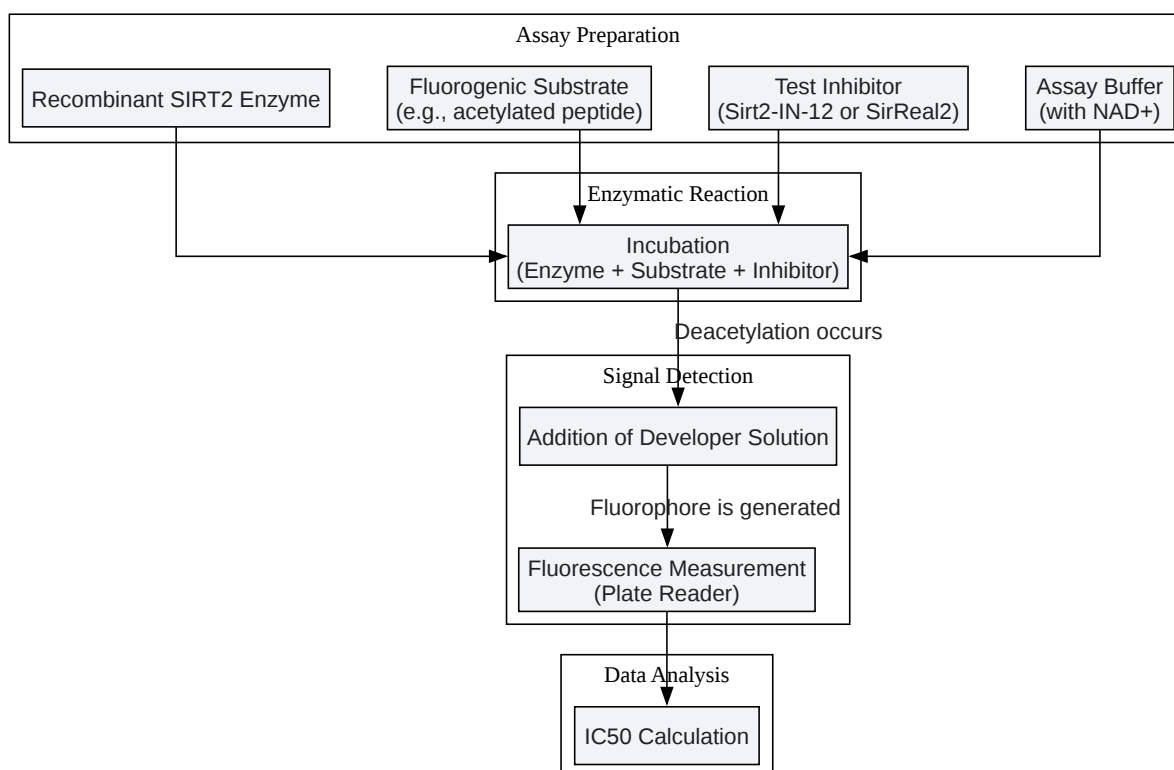 Assay Preparation
Recombinant SIRT2 Enzyme
Fluorogenic Substrate
(e.g., acetylated peptide)
Test Inhibitor
(Sirt2-IN-12 or SirReal2)
Assay Buffer
(with NAD+)
Enzymatic Reaction
Incubation
(Enzyme + Substrate + Inhibitor)
Deacetylation occurs
Signal Detection
Addition of Developer Solution
Fluorophore is generated
Fluorescence Measurement
(Plate Reader)
Data Analysis
IC50 Calculation